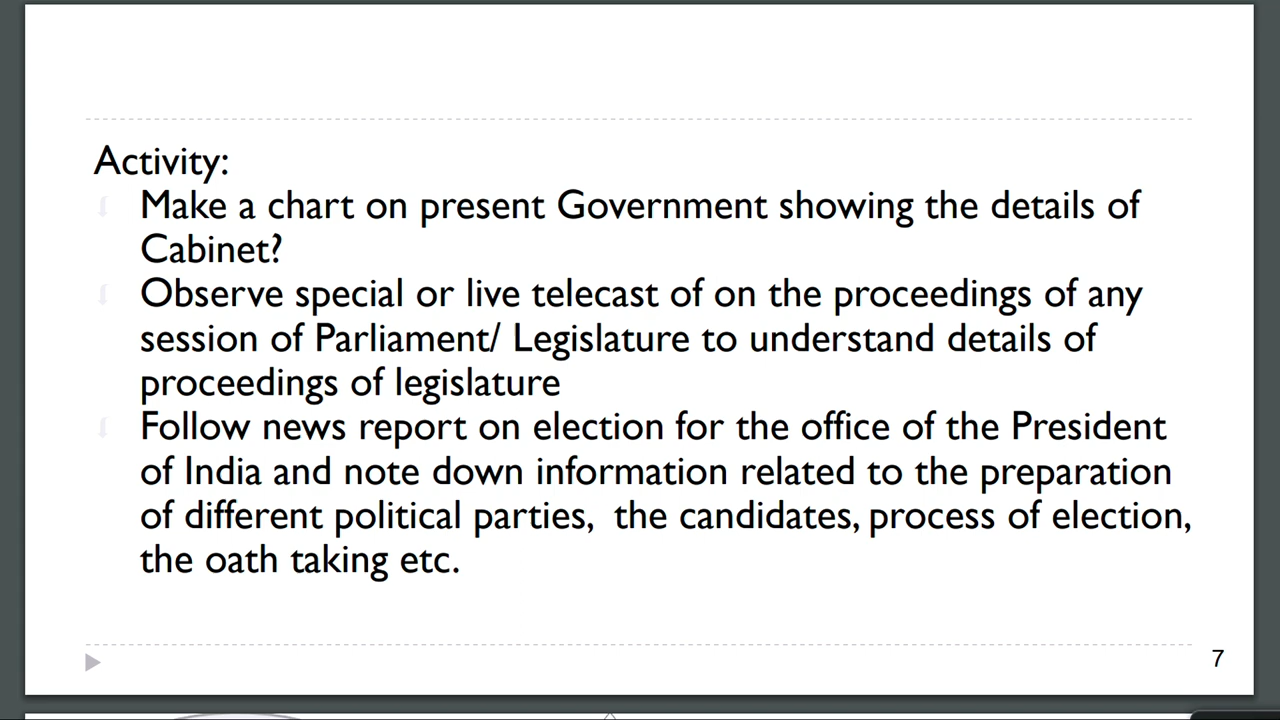 Activity:
Make a chart on present Government showing the details of
Cabinet?
Observe special or live telecast of on the proceedings of any
session of Parliament/ Legislature to understand details of
proceedings of legislature
Follow news report on election for the office of the President
of India and note down information related to the preparation
of different political parties,  the candidates, process of election,
the oath taking etc.
7